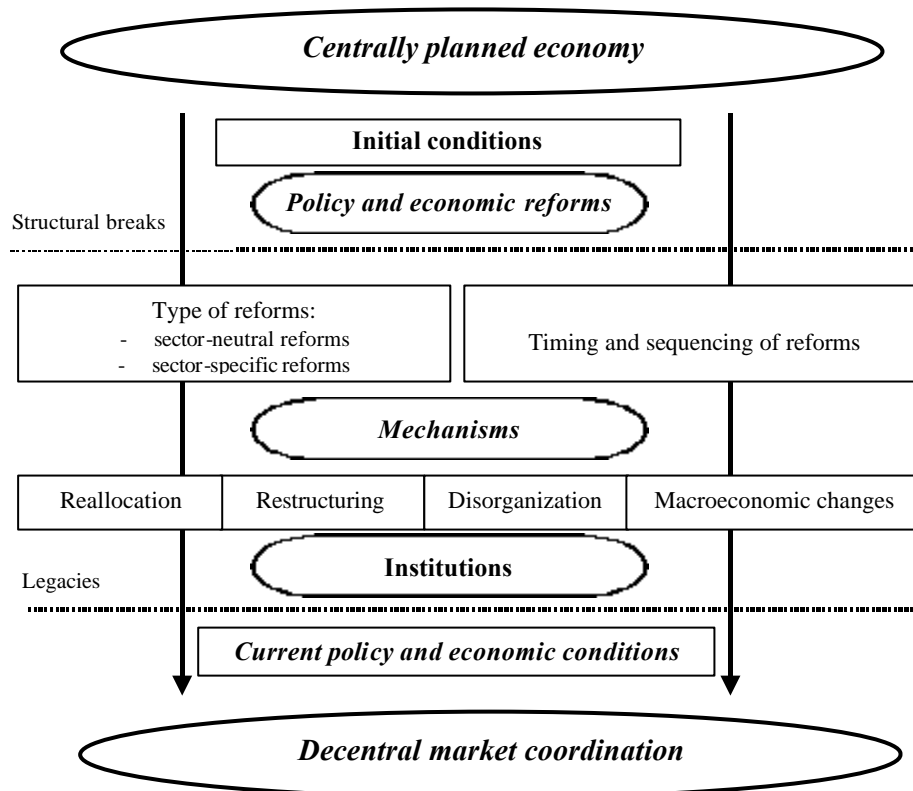 Centrally planned economy
Initial conditions
Policy and economic reforms
Structural breaks
Type of reforms:
- sector-neutral reforms
- sector-specific reforms
Timing and sequencing of reforms
Mechanisms
Reallocation
Restructuring
Disorganization
Macroeconomic changes
Institutions
Legacies
Current policy and economic conditions
Decentral market coordination